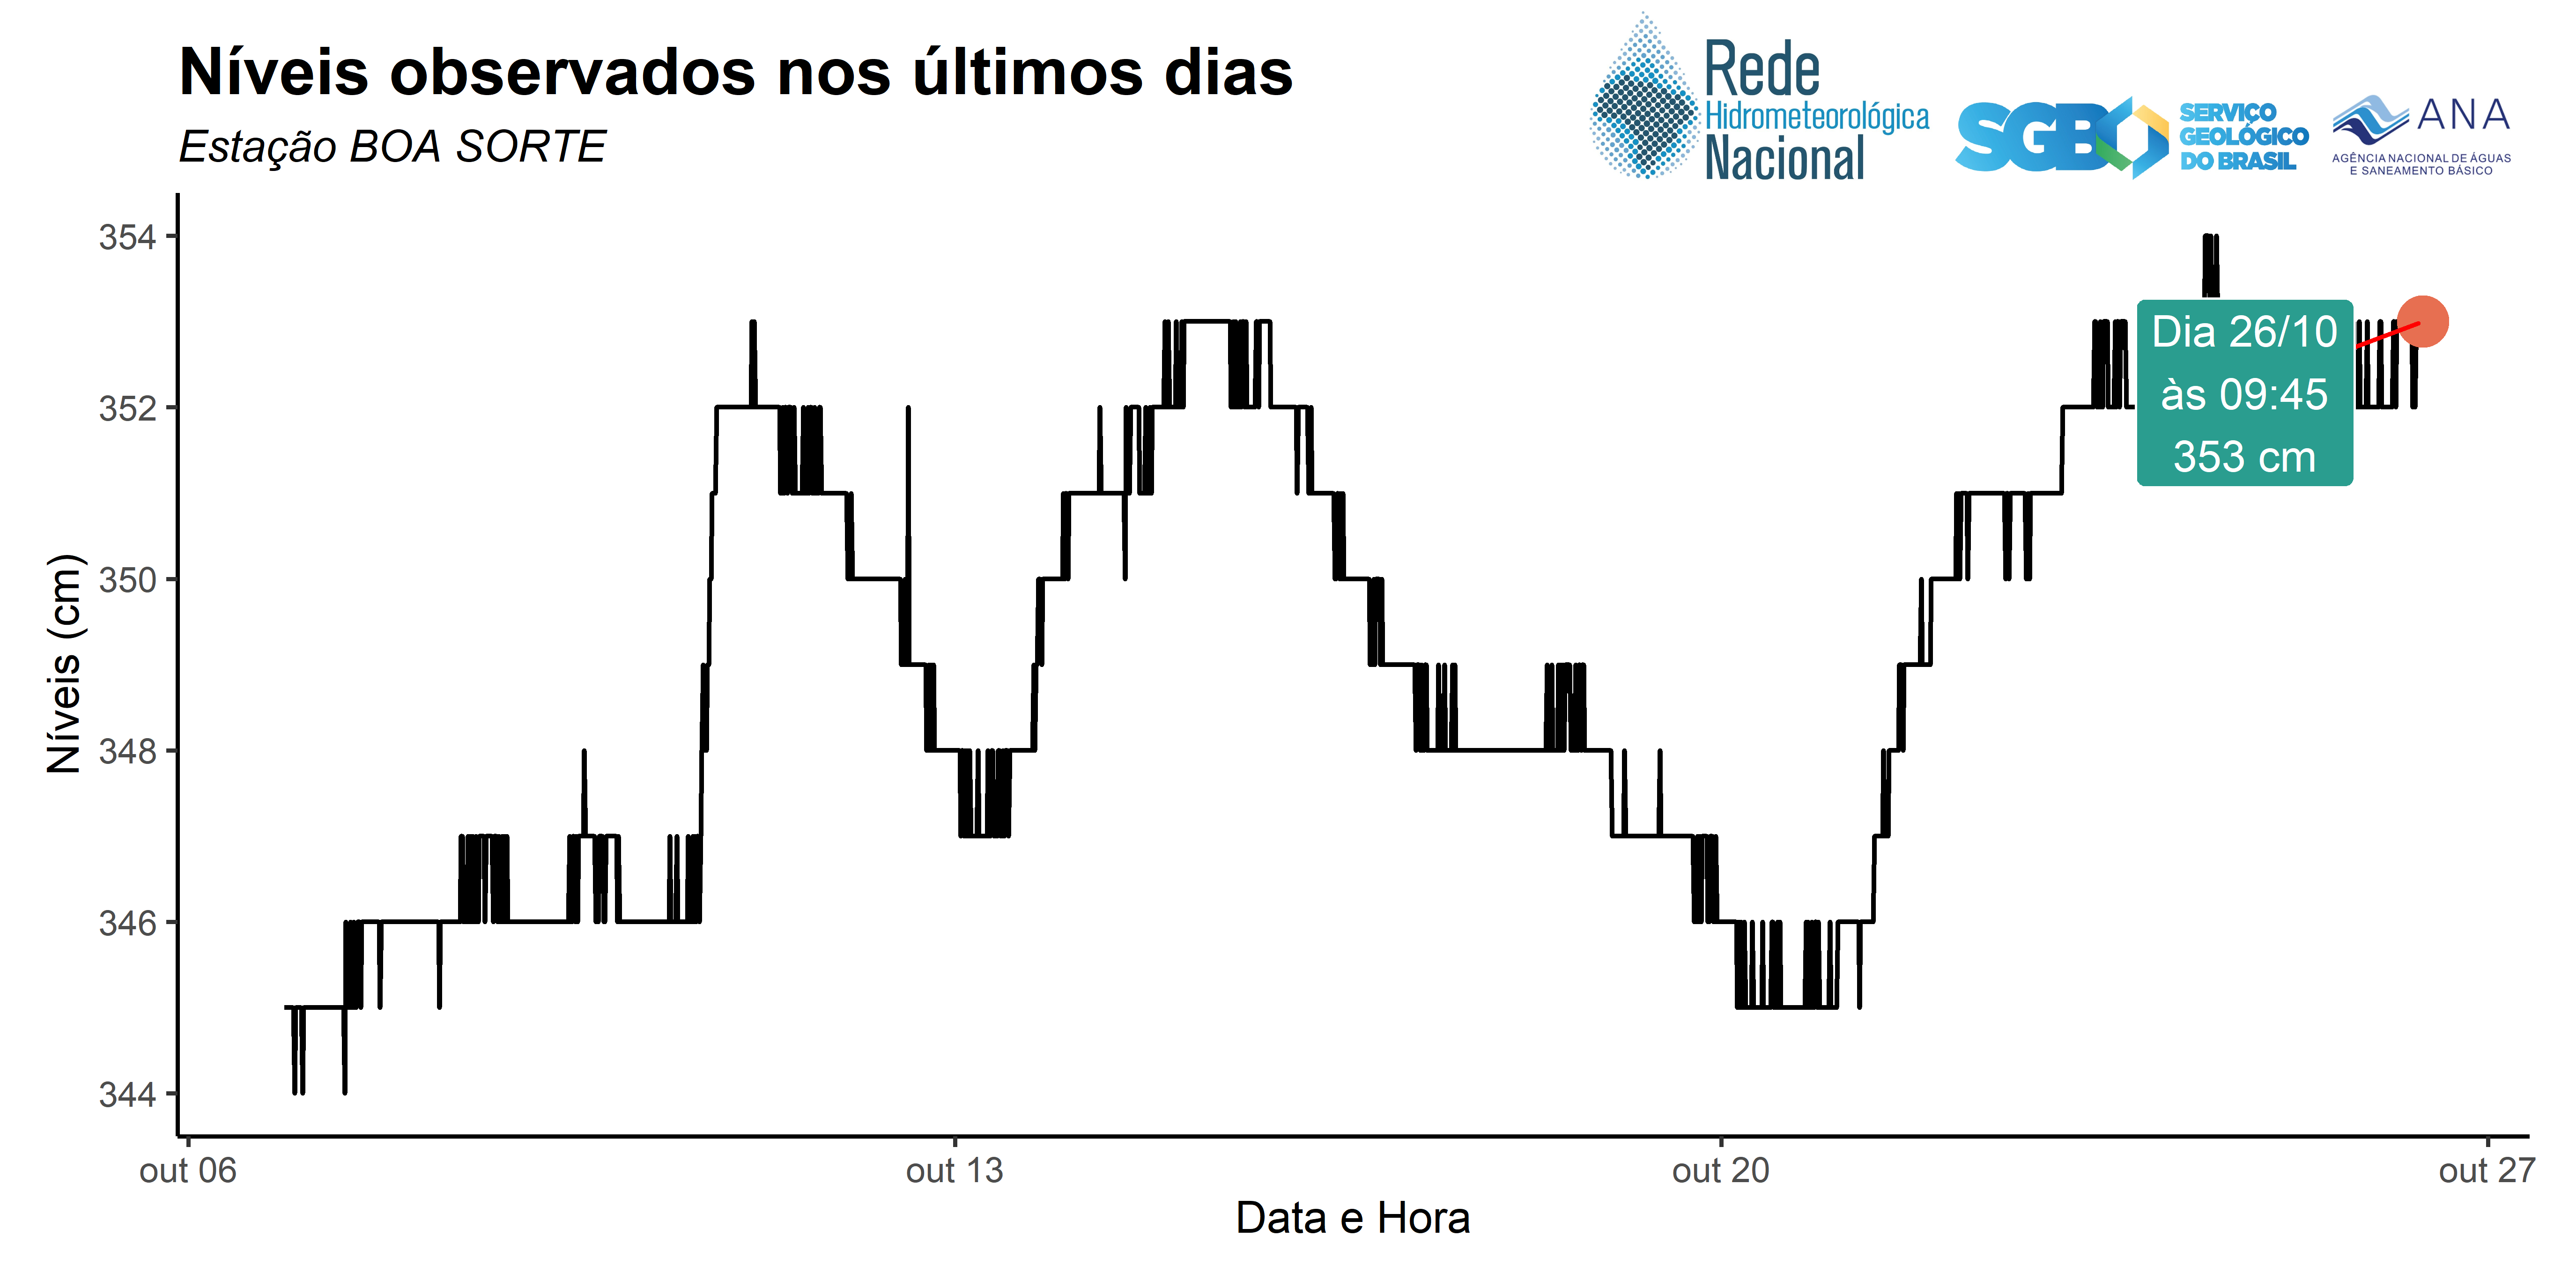 Níveis observados nos últimos dias
Estação BOA SORTE
Rede
Hidrometeorológica
Nacional
SGB
SERVIÇO
GEOLÓGICO
DO BRASIL
ANA
AGÊNCIA NACIONAL DE ÁGUAS
E SANEAMENTO BÁSICO
Níveis (cm)
354
352
350
348
346
344
Dia 26/10
às 09:45
353 cm
out 06
out 13
out 20
out 27
Data e Hora